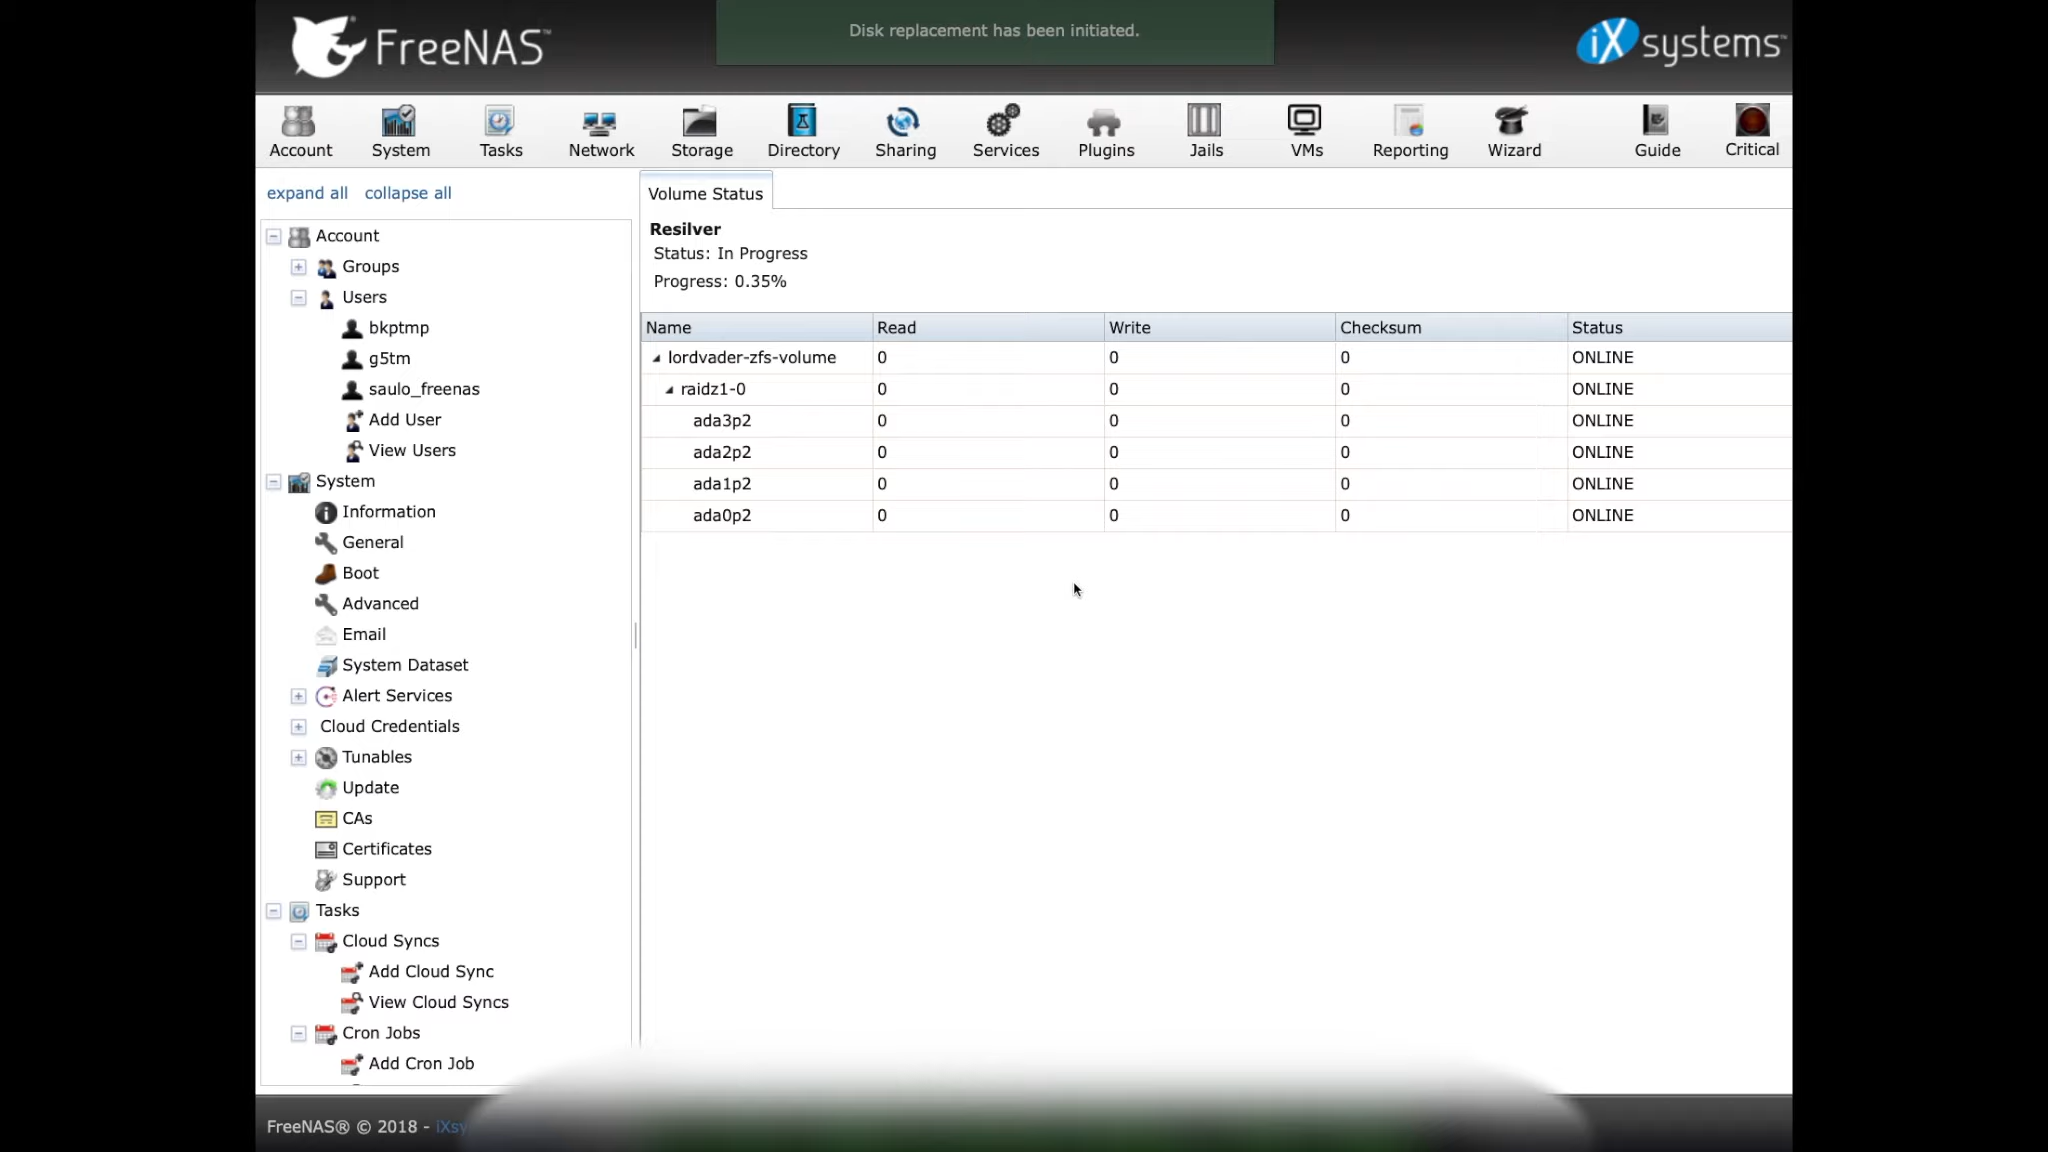 FreeNAS™
Disk replacement has been initiated.
iX systems™
Account System Tasks Network Storage Directory Sharing Services Plugins Jails VMs Reporting Wizard Guide Critical
expand all collapse all
Account
Groups
Users
bkptmp
g5tm
saulo_freenas
Add User
View Users
System
Information
General
Boot
Advanced
Email
System Dataset
Alert Services
Cloud Credentials
Tunables
Update
CAs
Certificates
Support
Tasks
Cloud Syncs
Add Cloud Sync
View Cloud Syncs
Cron Jobs
Add Cron Job
Volume Status
Resilver
Status: In Progress
Progress: 0.35%
Name Read Write Checksum Status
lordvader-zfs-volume 0 0 0 ONLINE
raidz1-0 0 0 0 ONLINE
ada3p2 0 0 0 ONLINE
ada2p2 0 0 0 ONLINE
ada1p2 0 0 0 ONLINE
ada0p2 0 0 0 ONLINE
FreeNAS® © 2018 -